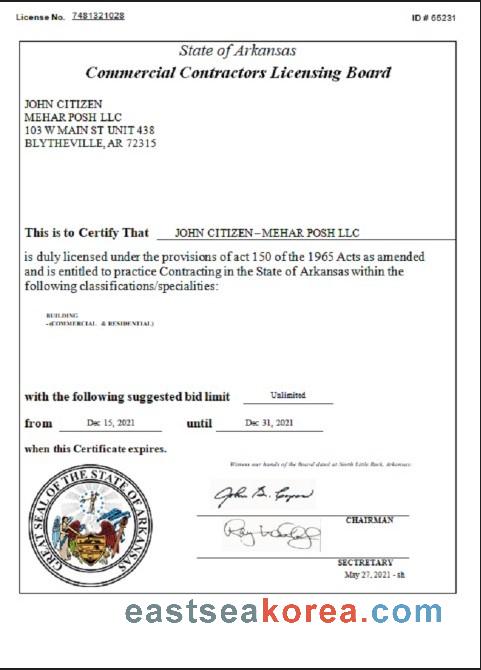 License No. 7481321028
ID # 65231
State of Arkansas
Commercial Contractors Licensing Board
JOHN CITIZEN
MEHAR POSH LLC
103 W MAIN ST UNIT 438
BLYTHEVILLE, AR 72315
This is to Certify That JOHN CITIZEN – MEHAR POSH LLC
is duly licensed under the provisions of act 150 of the 1965 Acts as amended
and is entitled to practice Contracting in the State of Arkansas within the
following classifications/specialities:
BUILDING
-(COMMERCIAL & RESIDENTIAL)
with the following suggested bid limit Unlimited
from Dec 15, 2021 until Dec 31, 2021
when this Certificate expires.
Witness our hands of the Board dated at North Little Rock, Arkansas:
GREAT SEAL OF THE STATE OF ARKANSAS
CHAIRMAN
SECRETARY
May 27, 2021 - sh
eastseakorea.com